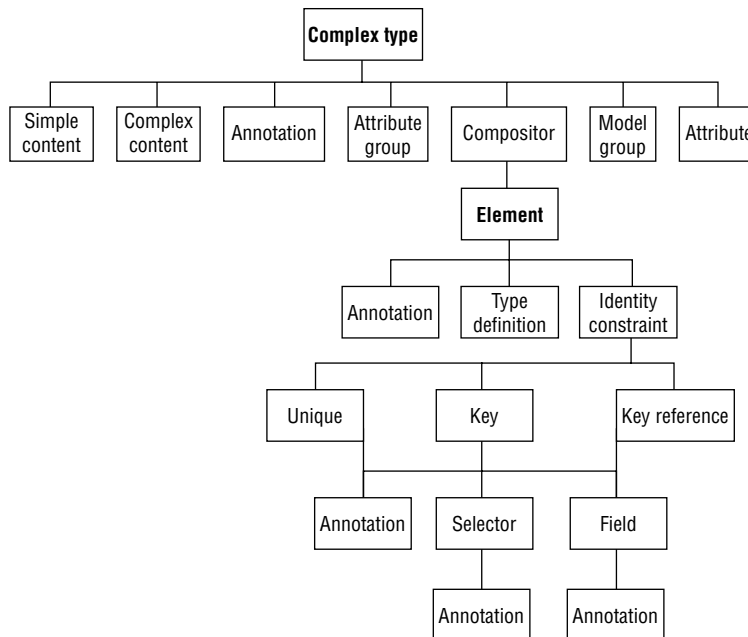 Complex type
Simple
content
Complex
content
Annotation
Attribute
group
Compositor
Model
group
Attribute
Element
Annotation
Type
definition
Identity
constraint
Unique
Key
Key reference
Annotation
Selector
Field
Annotation
Annotation